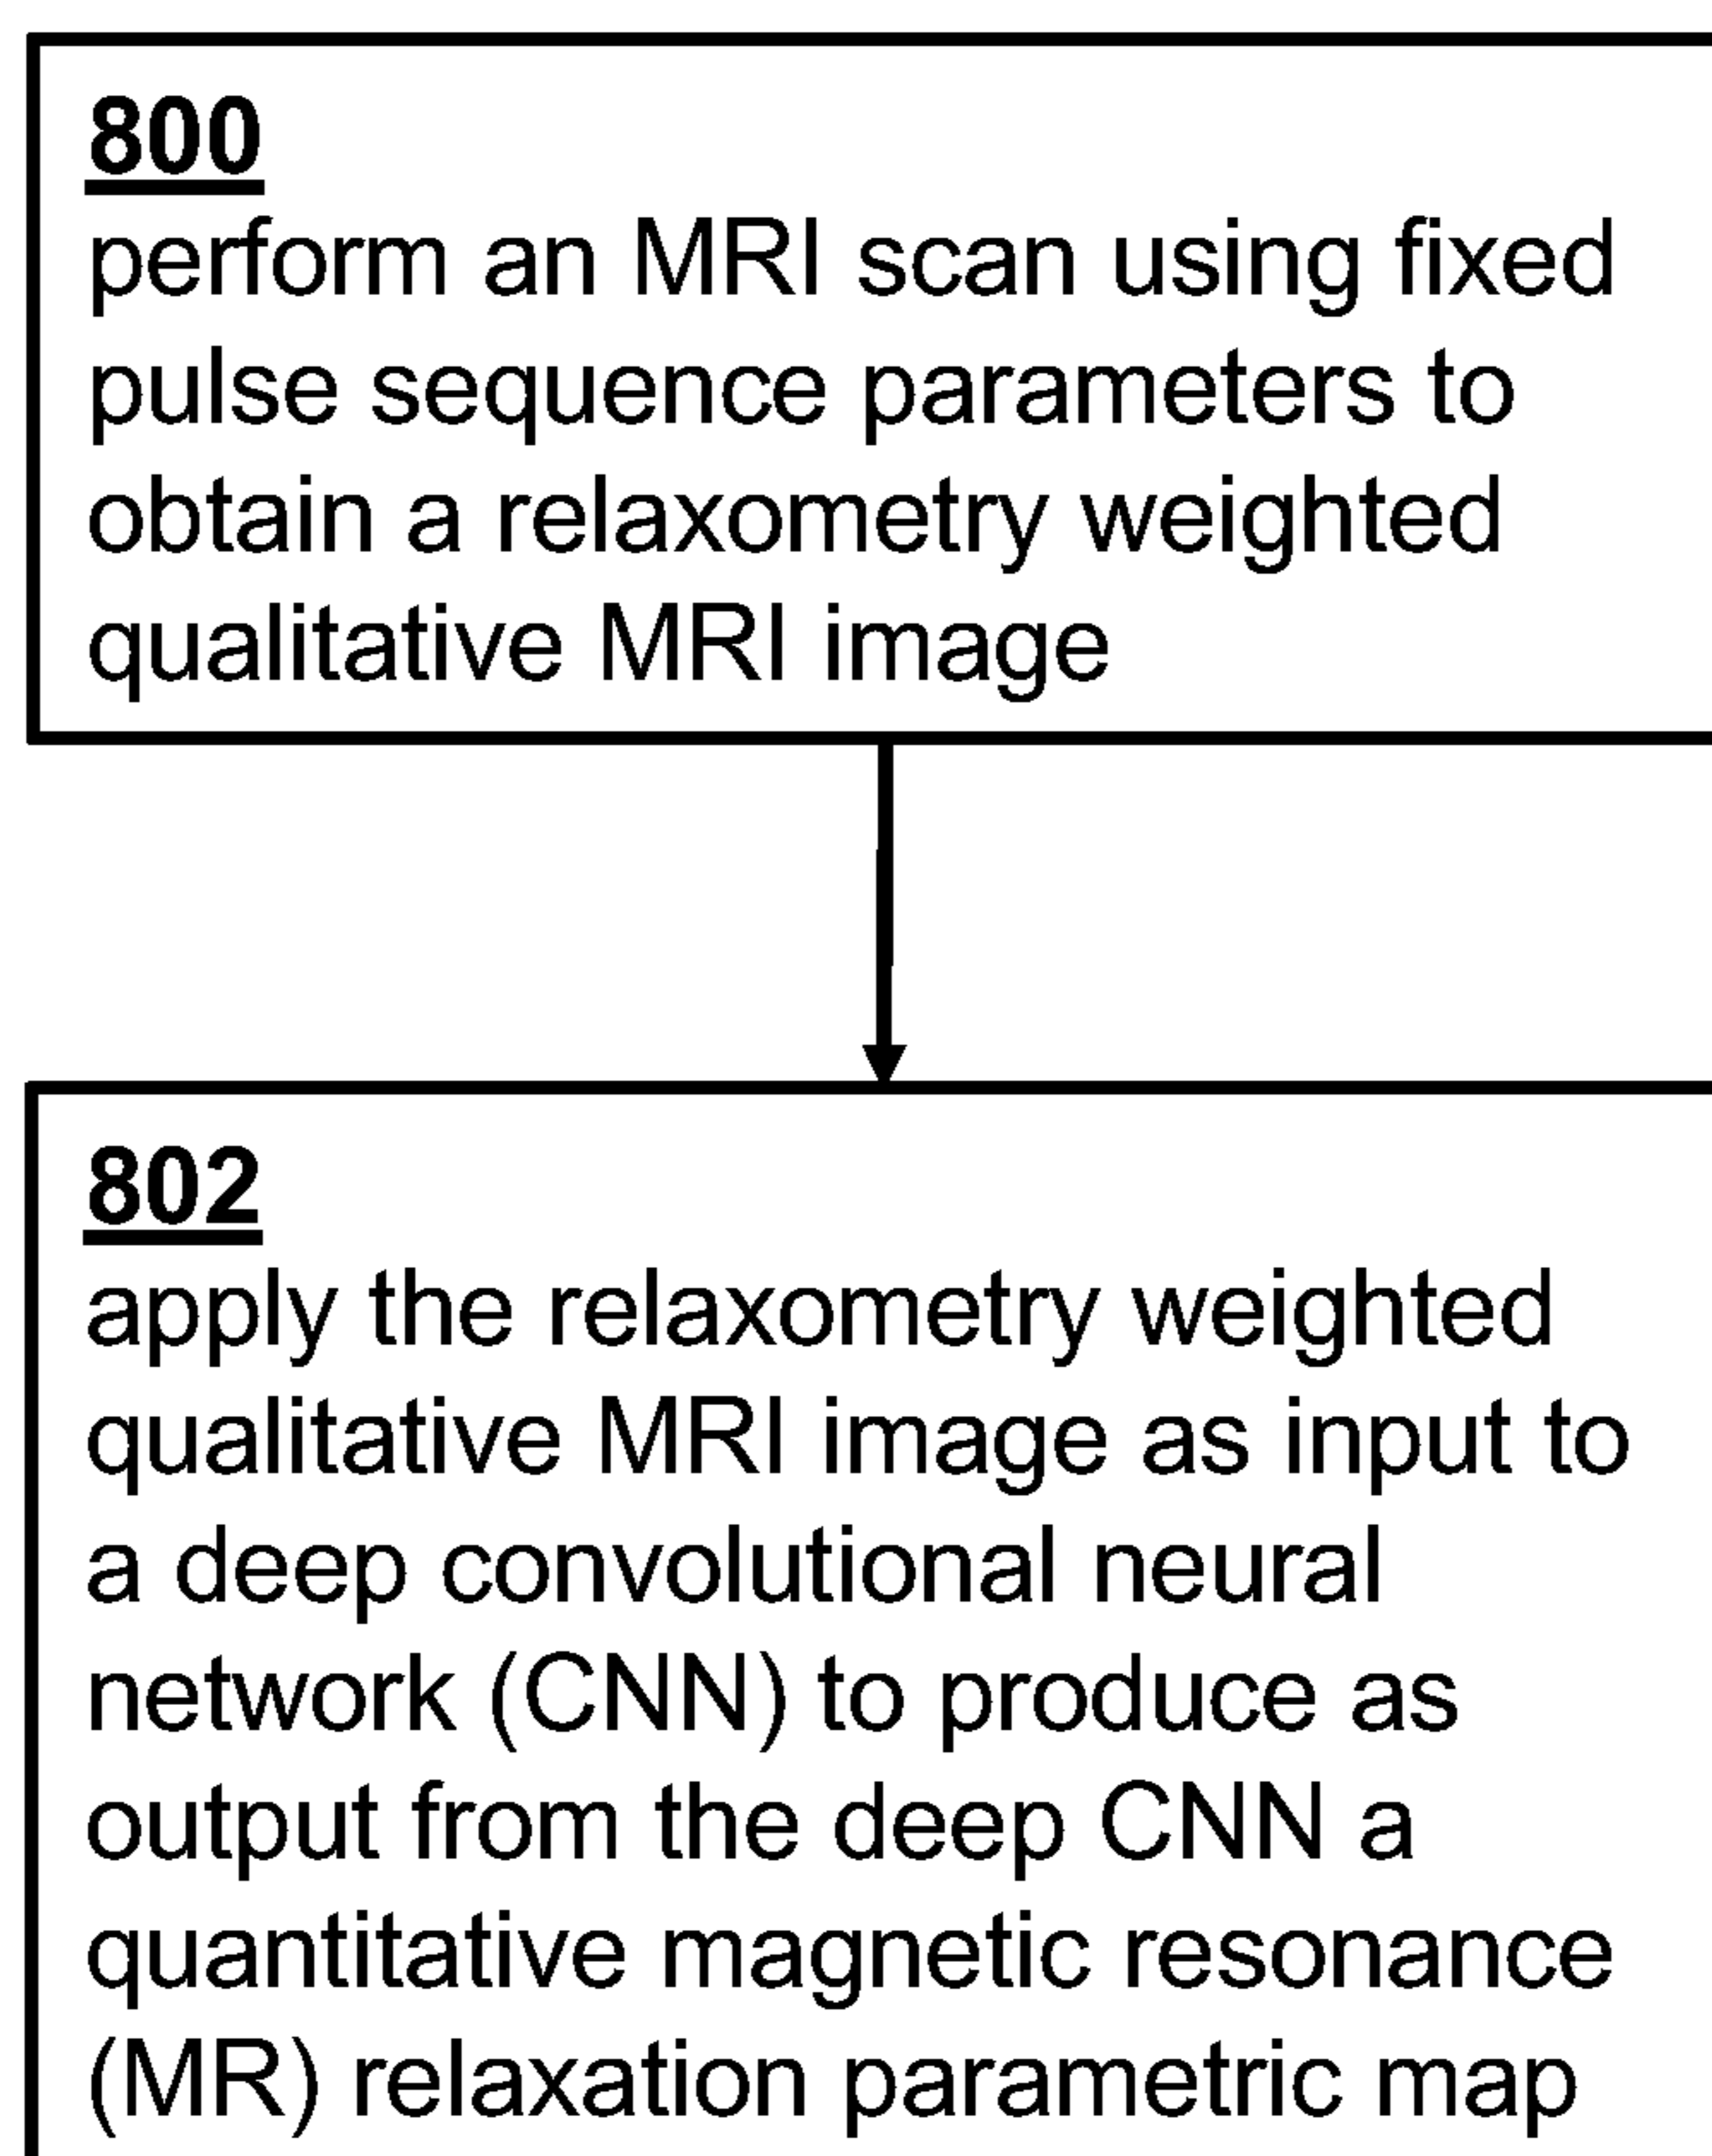 800
perform an MRI scan using fixed
pulse sequence parameters to
obtain a relaxometry weighted
qualitative MRI image
802
apply the relaxometry weighted
qualitative MRI image as input to
a deep convolutional neural
network (CNN) to produce as
output from the deep CNN a
quantitative magnetic resonance
(MR) relaxation parametric map